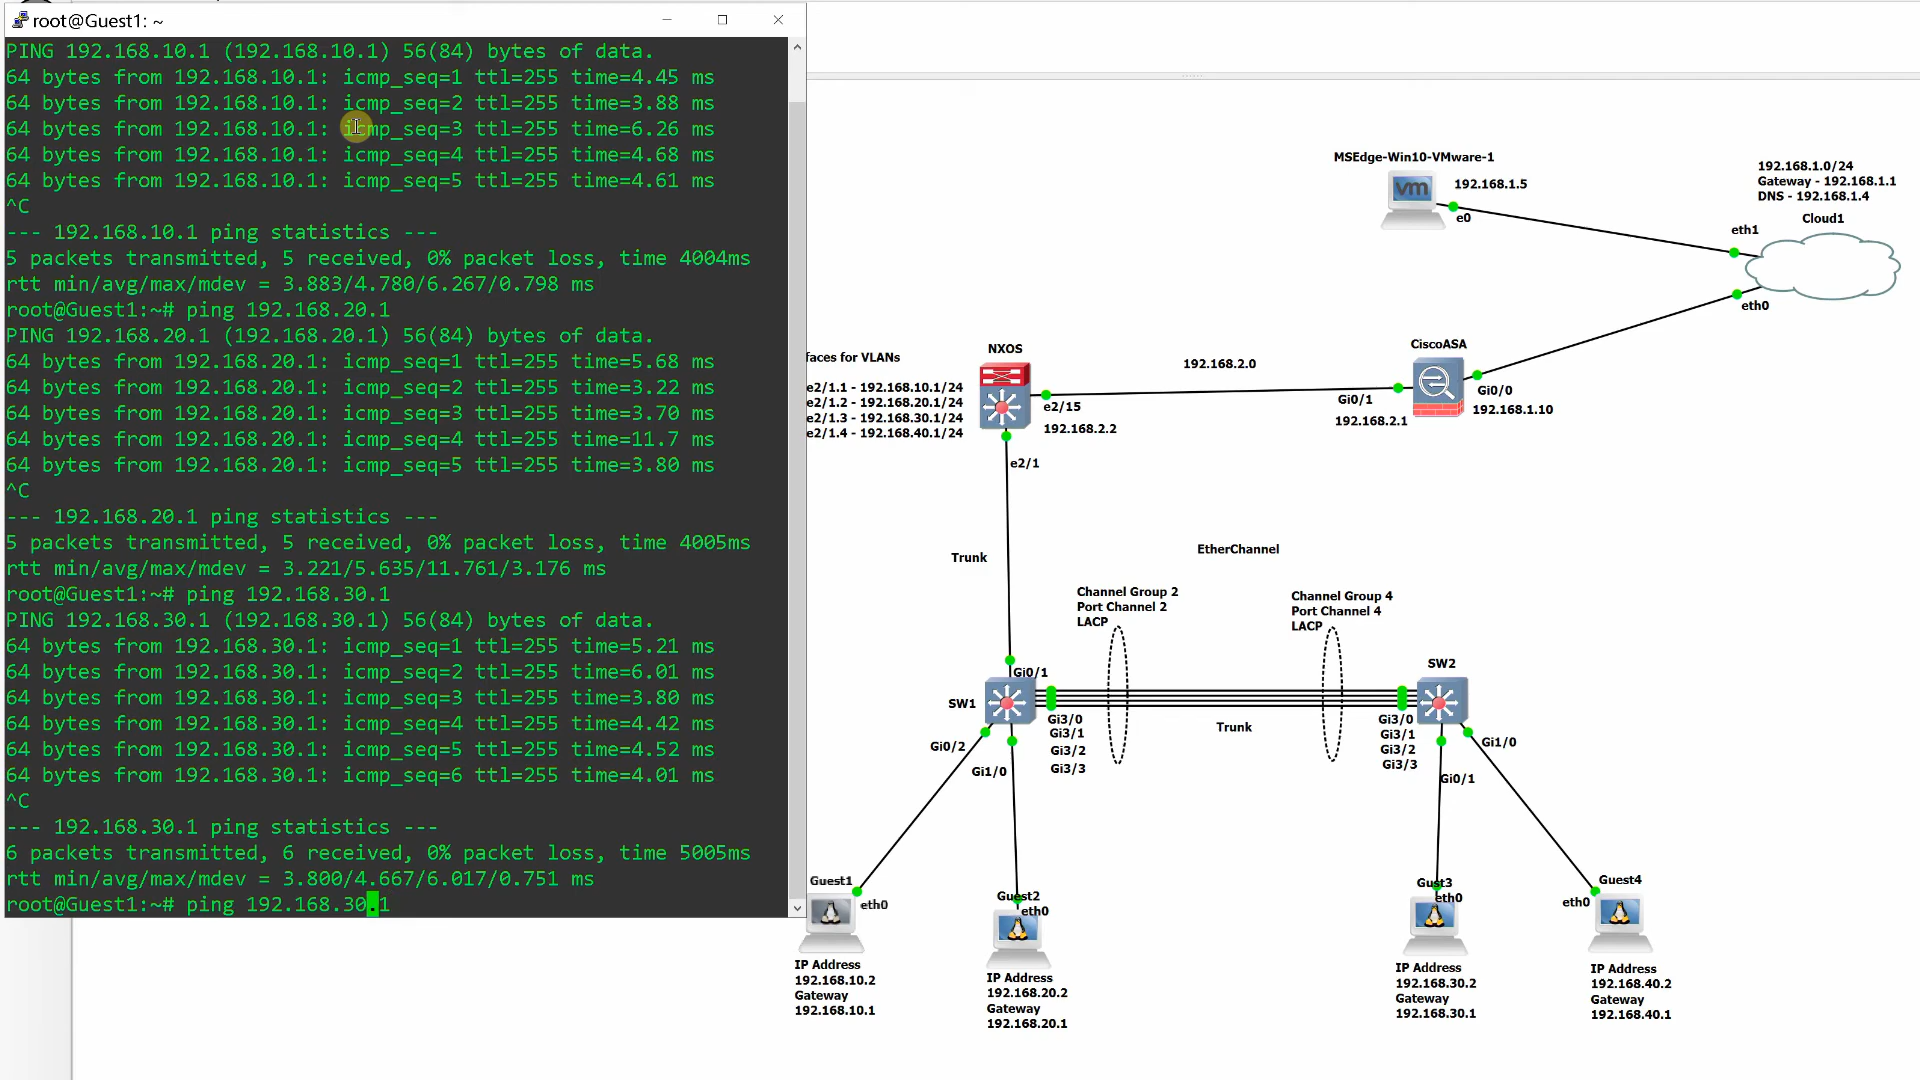 root@Guest1: ~
PING 192.168.10.1 (192.168.10.1) 56(84) bytes of data.
64 bytes from 192.168.10.1: icmp_seq=1 ttl=255 time=4.45 ms
64 bytes from 192.168.10.1: icmp_seq=2 ttl=255 time=3.88 ms
64 bytes from 192.168.10.1: icmp_seq=3 ttl=255 time=6.26 ms
64 bytes from 192.168.10.1: icmp_seq=4 ttl=255 time=4.68 ms
64 bytes from 192.168.10.1: icmp_seq=5 ttl=255 time=4.61 ms
^C
--- 192.168.10.1 ping statistics ---
5 packets transmitted, 5 received, 0% packet loss, time 4004ms
rtt min/avg/max/mdev = 3.883/4.780/6.267/0.798 ms
root@Guest1:~# ping 192.168.20.1
PING 192.168.20.1 (192.168.20.1) 56(84) bytes of data.
64 bytes from 192.168.20.1: icmp_seq=1 ttl=255 time=5.68 ms
64 bytes from 192.168.20.1: icmp_seq=2 ttl=255 time=3.22 ms
64 bytes from 192.168.20.1: icmp_seq=3 ttl=255 time=3.70 ms
64 bytes from 192.168.20.1: icmp_seq=4 ttl=255 time=11.7 ms
64 bytes from 192.168.20.1: icmp_seq=5 ttl=255 time=3.80 ms
^C
--- 192.168.20.1 ping statistics ---
5 packets transmitted, 5 received, 0% packet loss, time 4005ms
rtt min/avg/max/mdev = 3.221/5.635/11.761/3.176 ms
root@Guest1:~# ping 192.168.30.1
PING 192.168.30.1 (192.168.30.1) 56(84) bytes of data.
64 bytes from 192.168.30.1: icmp_seq=1 ttl=255 time=5.21 ms
64 bytes from 192.168.30.1: icmp_seq=2 ttl=255 time=6.01 ms
64 bytes from 192.168.30.1: icmp_seq=3 ttl=255 time=3.80 ms
64 bytes from 192.168.30.1: icmp_seq=4 ttl=255 time=4.42 ms
64 bytes from 192.168.30.1: icmp_seq=5 ttl=255 time=4.52 ms
64 bytes from 192.168.30.1: icmp_seq=6 ttl=255 time=4.01 ms
^C
--- 192.168.30.1 ping statistics ---
6 packets transmitted, 6 received, 0% packet loss, time 5005ms
rtt min/avg/max/mdev = 3.800/4.667/6.017/0.751 ms
root@Guest1:~# ping 192.168.30.1
MSEdge-Win10-VMware-1
vm
192.168.1.5
e0
192.168.1.0/24
Gateway - 192.168.1.1
DNS - 192.168.1.4
Cloud1
eth1
eth0
faces for VLANs
e2/1.1 - 192.168.10.1/24
e2/1.2 - 192.168.20.1/24
e2/1.3 - 192.168.30.1/24
e2/1.4 - 192.168.40.1/24
NXOS
e2/15
192.168.2.2
e2/1
192.168.2.0
CiscoASA
Gi0/1
192.168.2.1
Gi0/0
192.168.1.10
Trunk
EtherChannel
Channel Group 2
Port Channel 2
LACP
Channel Group 4
Port Channel 4
LACP
Gi0/1
SW1
Gi3/0
Gi3/1
Gi3/2
Gi3/3
Gi0/2
Gi1/0
Trunk
SW2
Gi3/0
Gi3/1
Gi3/2
Gi3/3
Gi1/0
Gi0/1
Guest1
eth0
IP Address
192.168.10.2
Gateway
192.168.10.1
Guest2
eth0
IP Address
192.168.20.2
Gateway
192.168.20.1
Gust3
eth0
IP Address
192.168.30.2
Gateway
192.168.30.1
Guest4
eth0
IP Address
192.168.40.2
Gateway
192.168.40.1